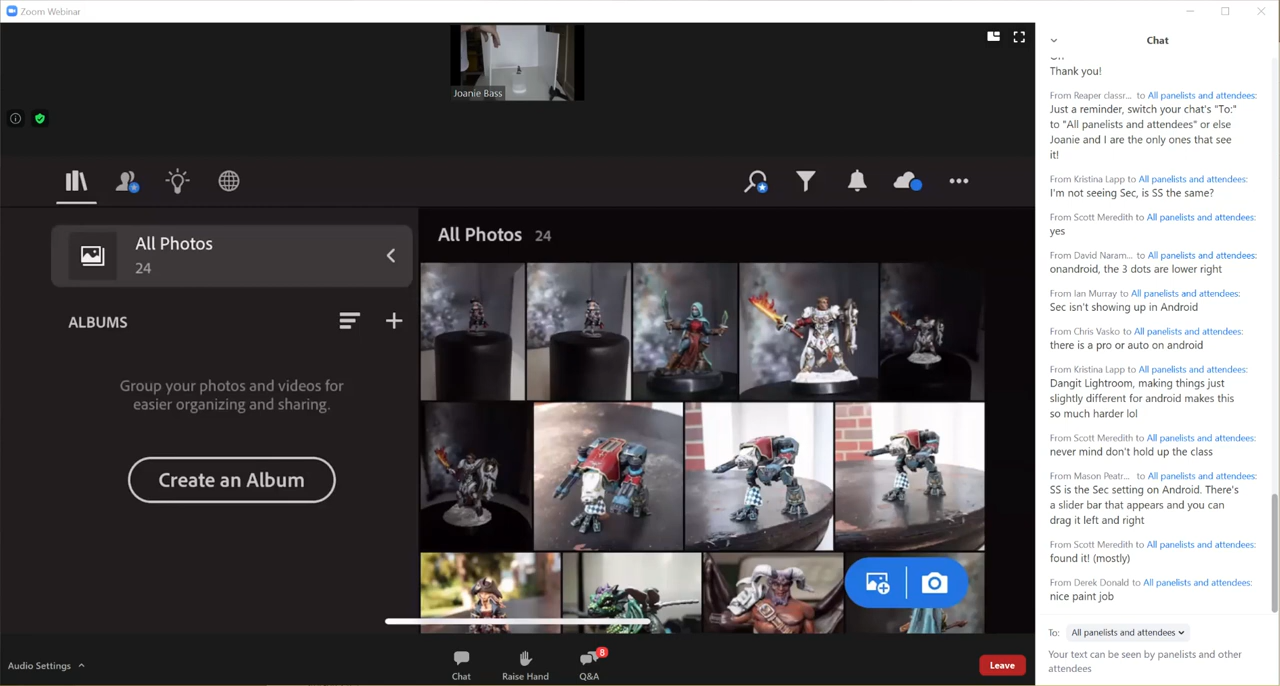 Zoom Webinar
Joanie Bass
All Photos
24
ALBUMS
Group your photos and videos for
easier organizing and sharing.
Create an Album
All Photos 24
Audio Settings
Chat
Raise Hand
8
Q&A
Leave
Chat
Thank you!
From Reaper classr... to All panelists and attendees:
Just a reminder, switch your chat's "To:"
to "All panelists and attendees" or else
Joanie and I are the only ones that see
it!
From Kristina Lapp to All panelists and attendees:
I'm not seeing Sec, is SS the same?
From Scott Meredith to All panelists and attendees:
yes
From David Naram... to All panelists and attendees:
onandroid, the 3 dots are lower right
From Ian Murray to All panelists and attendees:
Sec isn't showing up in Android
From Chris Vasko to All panelists and attendees:
there is a pro or auto on android
From Kristina Lapp to All panelists and attendees:
Dangit Lightroom, making things just
slightly different for android makes this
so much harder lol
From Scott Meredith to All panelists and attendees:
never mind don't hold up the class
From Mason Peatr... to All panelists and attendees:
SS is the Sec setting on Android. There's
a slider bar that appears and you can
drag it left and right
From Scott Meredith to All panelists and attendees:
found it! (mostly)
From Derek Donald to All panelists and attendees:
nice paint job
To: All panelists and attendees
Your text can be seen by panelists and other
attendees